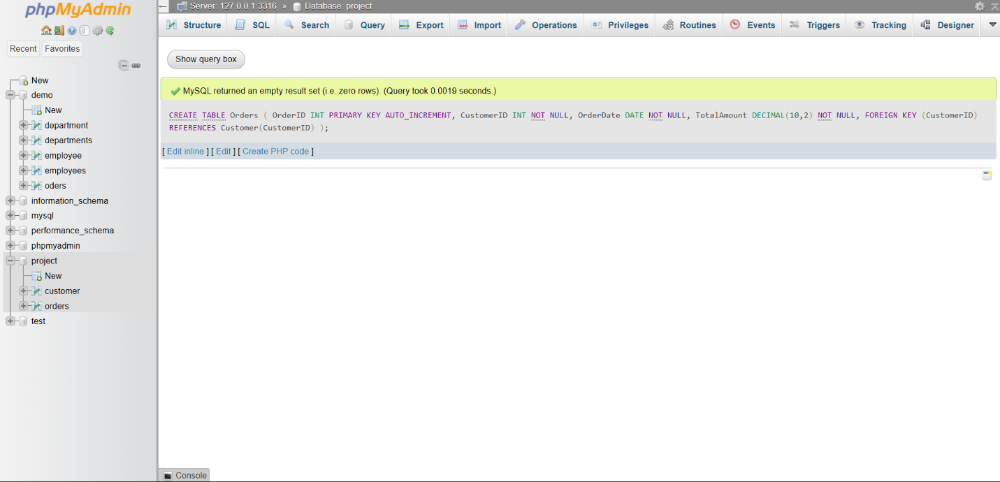 phpMyAdmin
Recent Favorites
New
demo
New
department
departments
employee
employees
oders
information_schema
mysql
performance_schema
phpmyadmin
project
New
customer
orders
test
Server: 127.0.0.1:3316 » Database: project
Structure SQL Search Query Export Import Operations Privileges Routines Events Triggers Tracking Designer
Show query box
MySQL returned an empty result set (i.e. zero rows). (Query took 0.0019 seconds.)
CREATE TABLE Orders ( OrderID INT PRIMARY KEY AUTO_INCREMENT, CustomerID INT NOT NULL, OrderDate DATE NOT NULL, TotalAmount DECIMAL(10,2) NOT NULL, FOREIGN KEY (CustomerID)
REFERENCES Customer(CustomerID) );
[ Edit inline ] [ Edit ] [ Create PHP code ]
Console